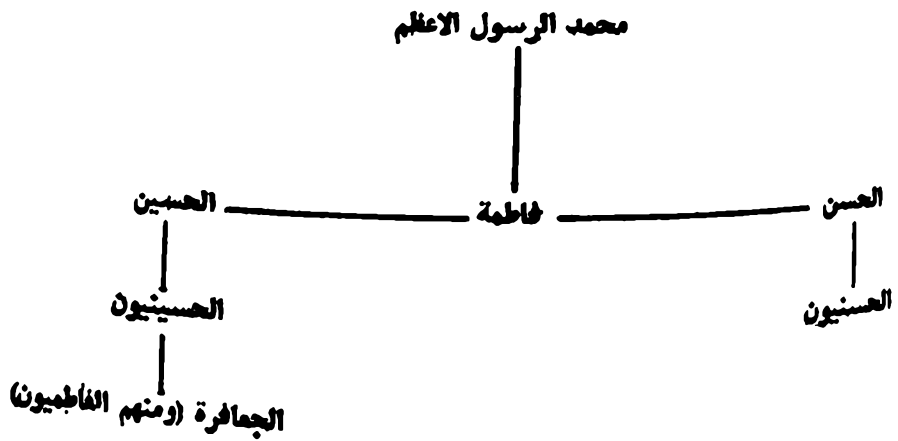 محمد الرسول الاعظم
الحسن
فاطمة
الحسين
الحسنيون
الحسينيون
الجعافرة (ومنهم الفاطميون)